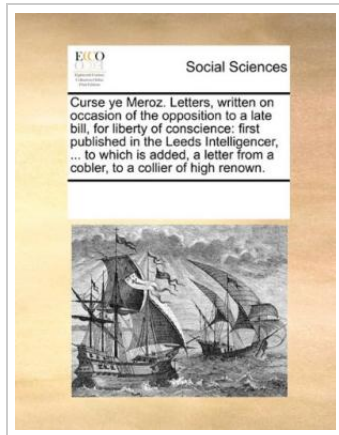 ECCO
Social Sciences
Curse ye Meroz. Letters, written on
occasion of the opposition to a late
bill, for liberty of conscience: first
published in the Leeds Intelligencer,
... to which is added, a letter from a
cobler, to a collier of high renown.